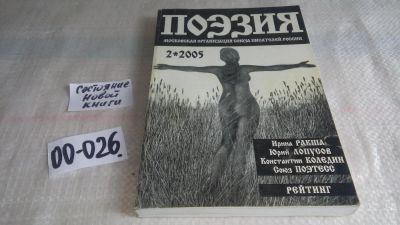 ПОЭЗИЯ
МОСКОВСКАЯ ОРГАНИЗАЦИЯ СОЮЗА ПИСАТЕЛЕЙ РОССИИ
2*2005
Состояние
новой
книги
00-026.
Ирина РАКША
Юрий ЛОПУСОВ
Константин КОЛЕДИН
Союз ПОЭТЕСС
РЕЙТИНГ